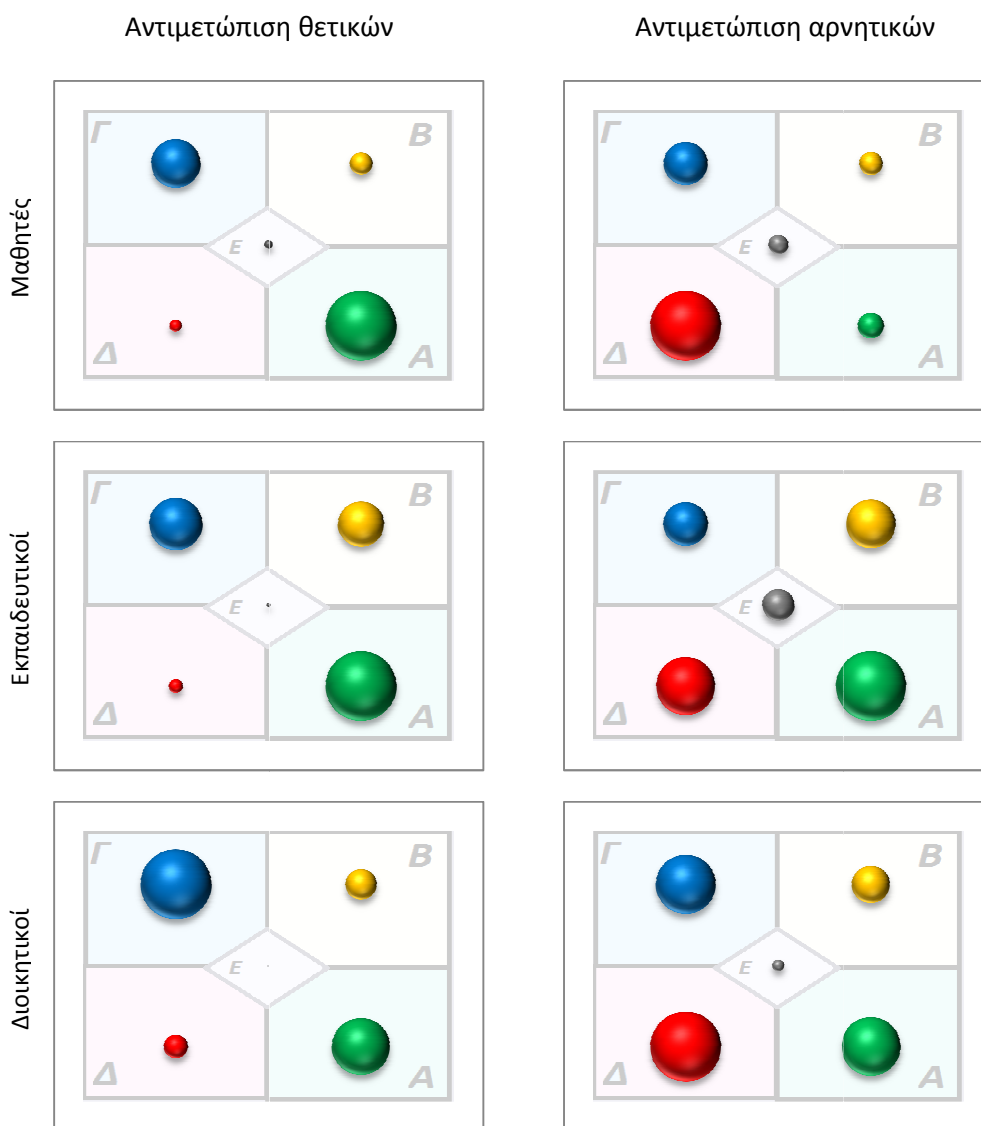 Αντιμετώπιση θετικών
Αντιμετώπιση αρνητικών
Μαθητές
Γ
Β
Ε
Δ
Α
Γ
Β
Ε
Δ
Α
Εκπαιδευτικοί
Γ
Β
Ε
Δ
Α
Γ
Β
Ε
Δ
Α
Διοικητικοί
Γ
Β
Ε
Δ
Α
Γ
Β
Ε
Δ
Α